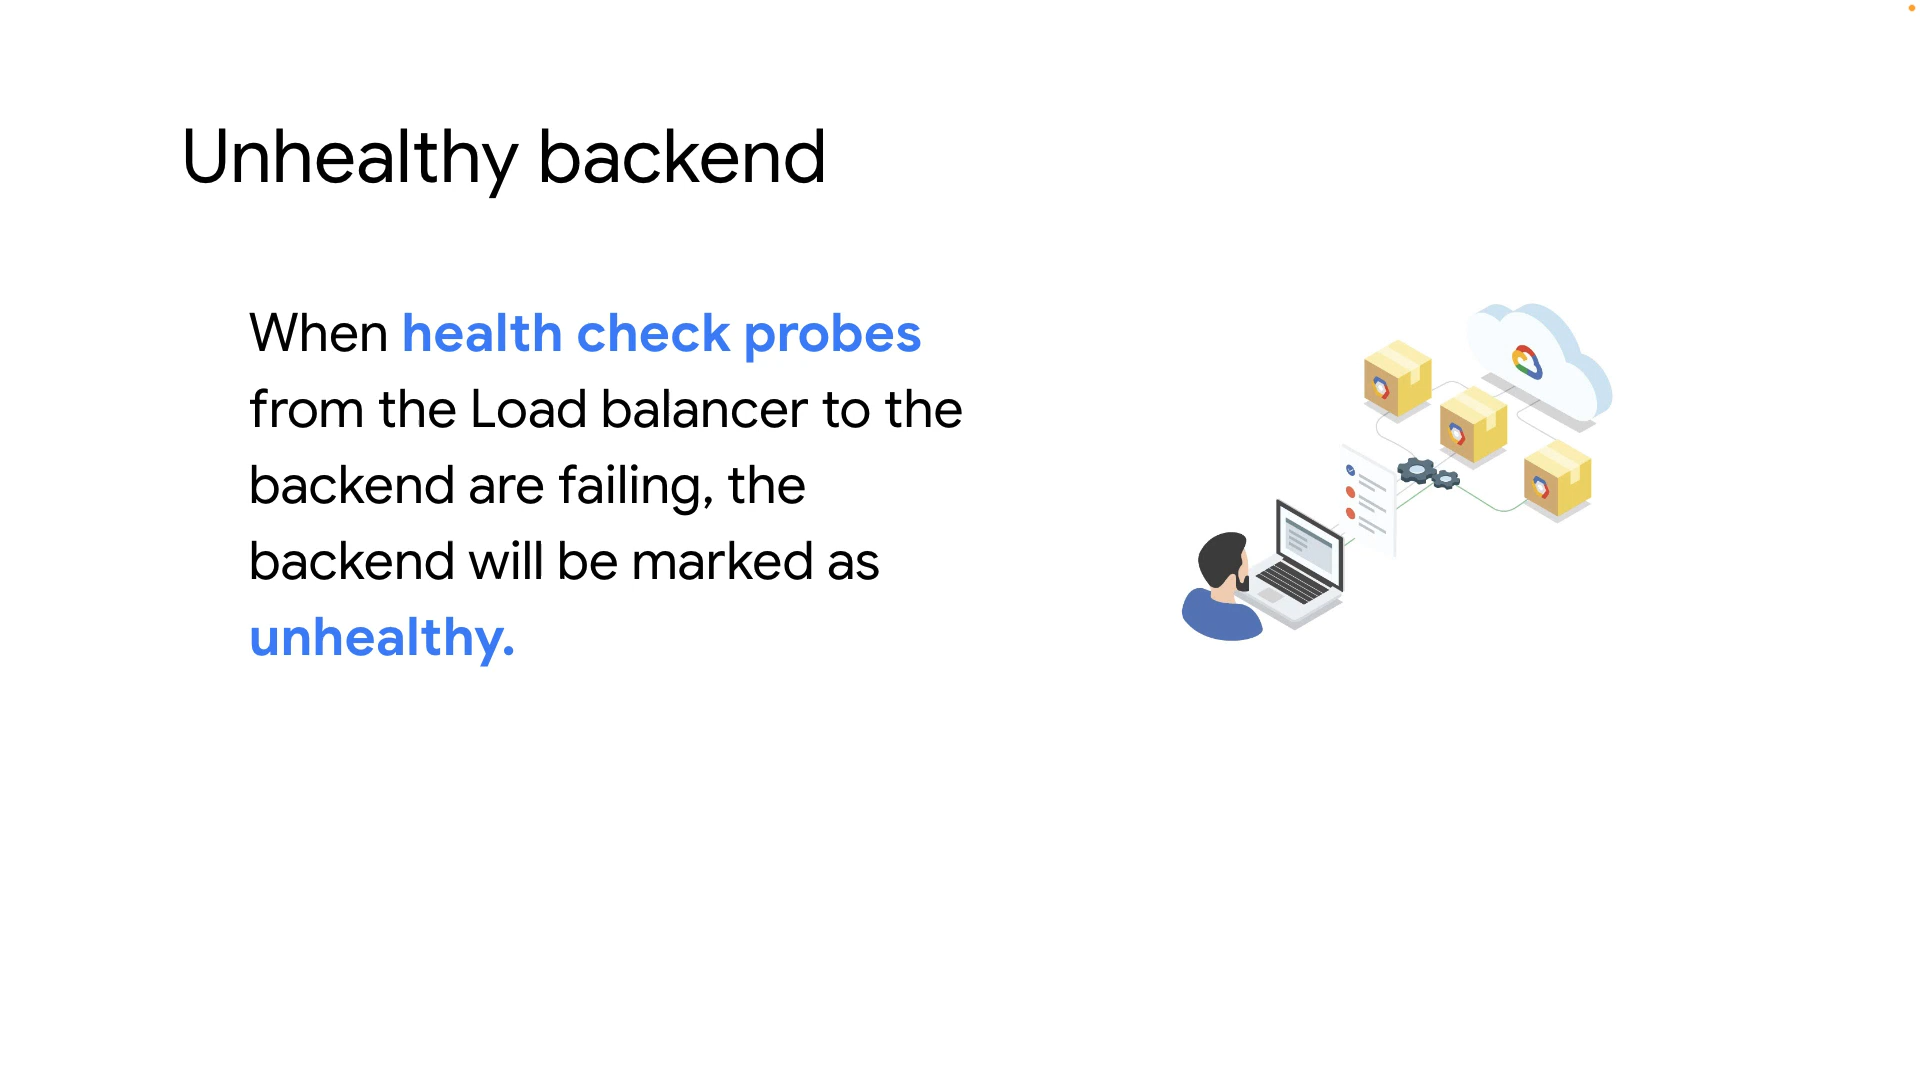 Unhealthy backend
When health check probes
from the Load balancer to the
backend are failing, the
backend will be marked as
unhealthy.